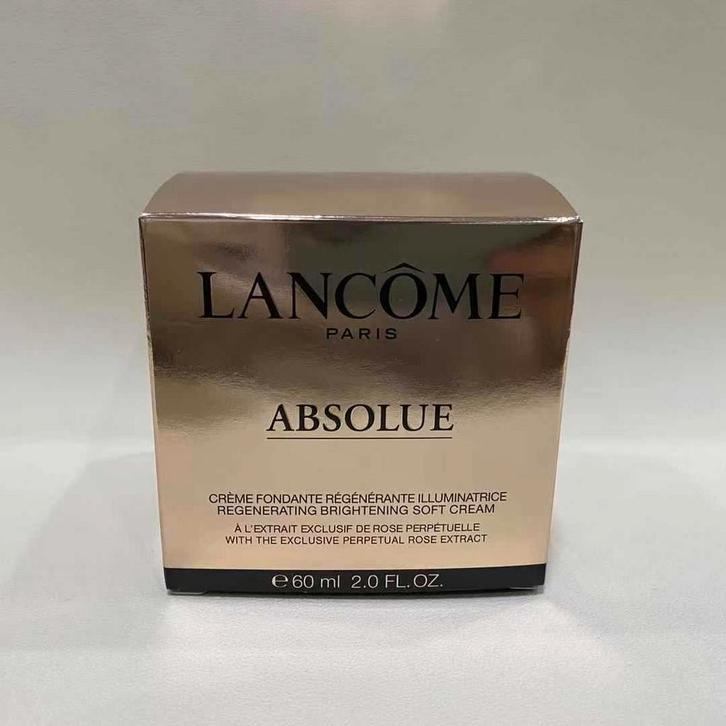 LANCÔME
PARIS
ABSOLUE
CRÈME FONDANTE RÉGÉNÉRANTE ILLUMINATRICE
REGENERATING BRIGHTENING SOFT CREAM
À L'EXTRAIT EXCLUSIF DE ROSE PERPÉTUELLE
WITH THE EXCLUSIVE PERPETUAL ROSE EXTRACT
℮ 60 ml 2.0 FL. OZ.